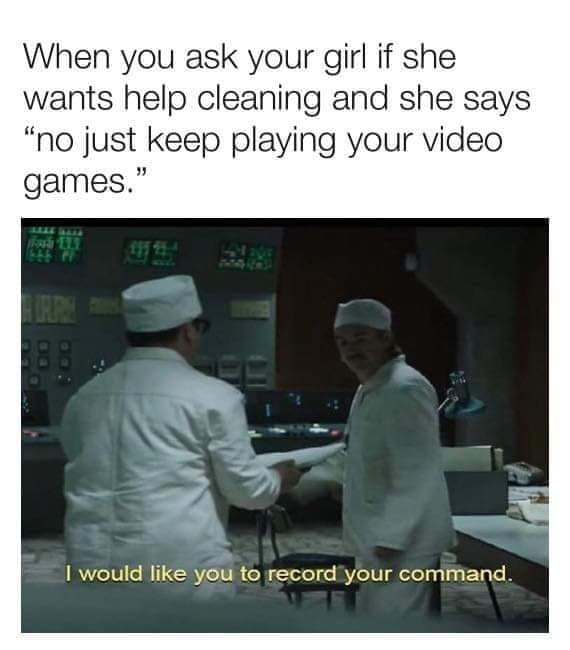 When you ask your girl if she
wants help cleaning and she says
“no just keep playing your video
games.”
I would like you to record your command.